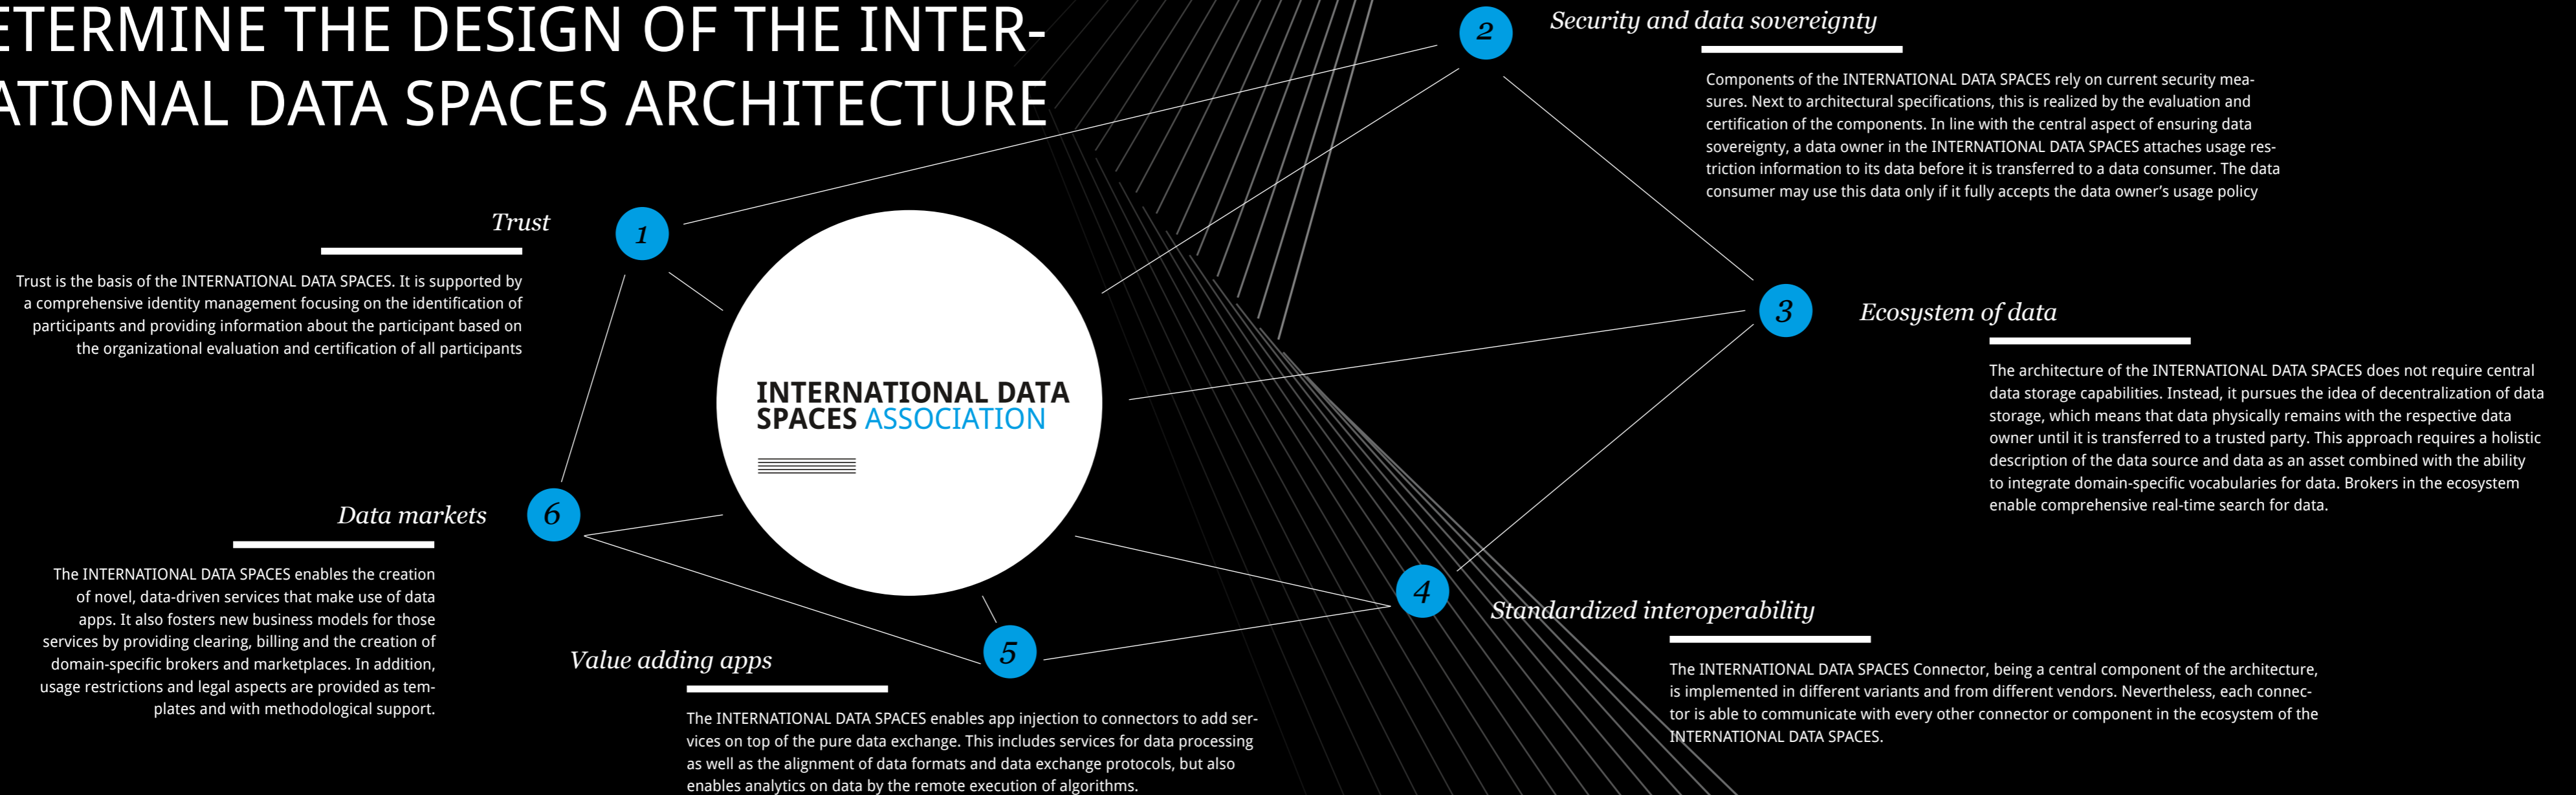 ETERMINE THE DESIGN OF THE INTER-
ATIONAL DATA SPACES ARCHITECTURE
1
Trust
Trust is the basis of the INTERNATIONAL DATA SPACES. It is supported by
a comprehensive identity management focusing on the identification of
participants and providing information about the participant based on
the organizational evaluation and certification of all participants
2
Security and data sovereignty
Components of the INTERNATIONAL DATA SPACES rely on current security mea-
sures. Next to architectural specifications, this is realized by the evaluation and
certification of the components. In line with the central aspect of ensuring data
sovereignty, a data owner in the INTERNATIONAL DATA SPACES attaches usage res-
triction information to its data before it is transferred to a data consumer. The data
consumer may use this data only if it fully accepts the data owner’s usage policy
3
Ecosystem of data
The architecture of the INTERNATIONAL DATA SPACES does not require central
data storage capabilities. Instead, it pursues the idea of decentralization of data
storage, which means that data physically remains with the respective data
owner until it is transferred to a trusted party. This approach requires a holistic
description of the data source and data as an asset combined with the ability
to integrate domain-specific vocabularies for data. Brokers in the ecosystem
enable comprehensive real-time search for data.
INTERNATIONAL DATA
SPACES ASSOCIATION
4
Standardized interoperability
The INTERNATIONAL DATA SPACES Connector, being a central component of the architecture,
is implemented in different variants and from different vendors. Nevertheless, each connec-
tor is able to communicate with every other connector or component in the ecosystem of the
INTERNATIONAL DATA SPACES.
5
Value adding apps
The INTERNATIONAL DATA SPACES enables app injection to connectors to add ser-
vices on top of the pure data exchange. This includes services for data processing
as well as the alignment of data formats and data exchange protocols, but also
enables analytics on data by the remote execution of algorithms.
6
Data markets
The INTERNATIONAL DATA SPACES enables the creation
of novel, data-driven services that make use of data
apps. It also fosters new business models for those
services by providing clearing, billing and the creation of
domain-specific brokers and marketplaces. In addition,
usage restrictions and legal aspects are provided as tem-
plates and with methodological support.